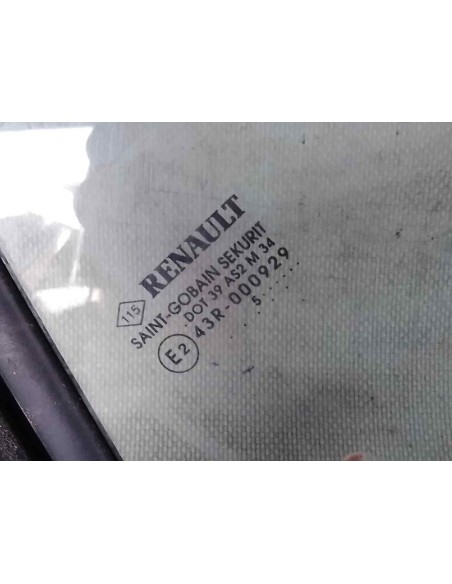 RENAULT
115
SAINT-GOBAIN SEKURIT
DOT 39 AS2 M 34
E2 43R-000929
. 5 ......